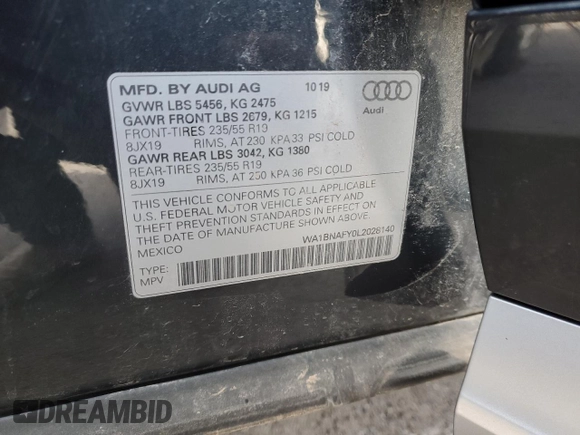 MFD. BY AUDI AG 10 19
GVWR LBS 5456, KG 2475
GAWR FRONT LBS 2679, KG 1215
FRONT-TIRES 235/55 R19
8JX19 RIMS, AT 230 KPA 33 PSI COLD
GAWR REAR LBS 3042, KG 1380
REAR-TIRES 235/55 R19
8JX19 RIMS, AT 250 KPA 36 PSI COLD
Audi
THIS VEHICLE CONFORMS TO ALL APPLICABLE
U.S. FEDERAL MOTOR VEHICLE SAFETY AND
THEFT PREVENTION STANDARDS IN EFFECT ON
THE DATE OF MANUFACTURE SHOWN ABOVE.
MEXICO WA1BNAFY0L2028140
TYPE:
MPV
DREAMBID